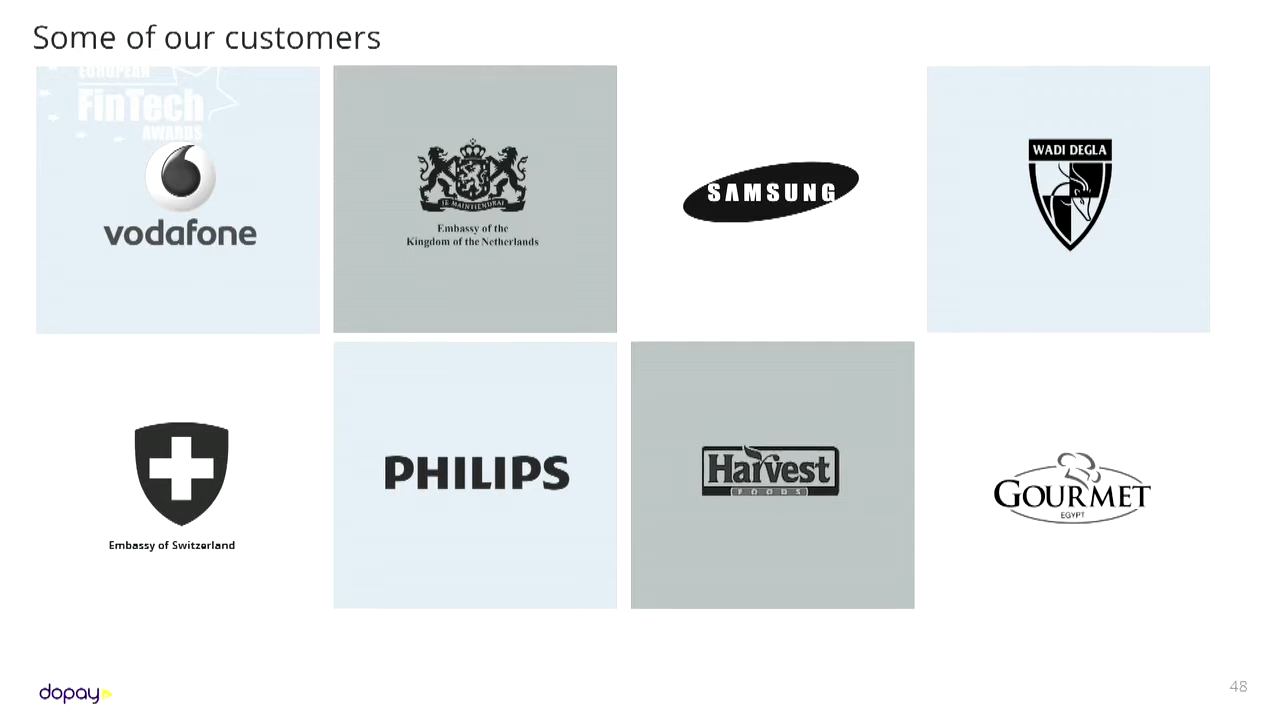 Some of our customers
EUROPEAN
FinTech
AWARDS
vodafone
JE MAINTIENDRAI
Embassy of the
Kingdom of the Netherlands
SAMSUNG
WADI DEGLA
Embassy of Switzerland
PHILIPS
Harvest
FOODS
GOURMET
EGYPT
dopay
48